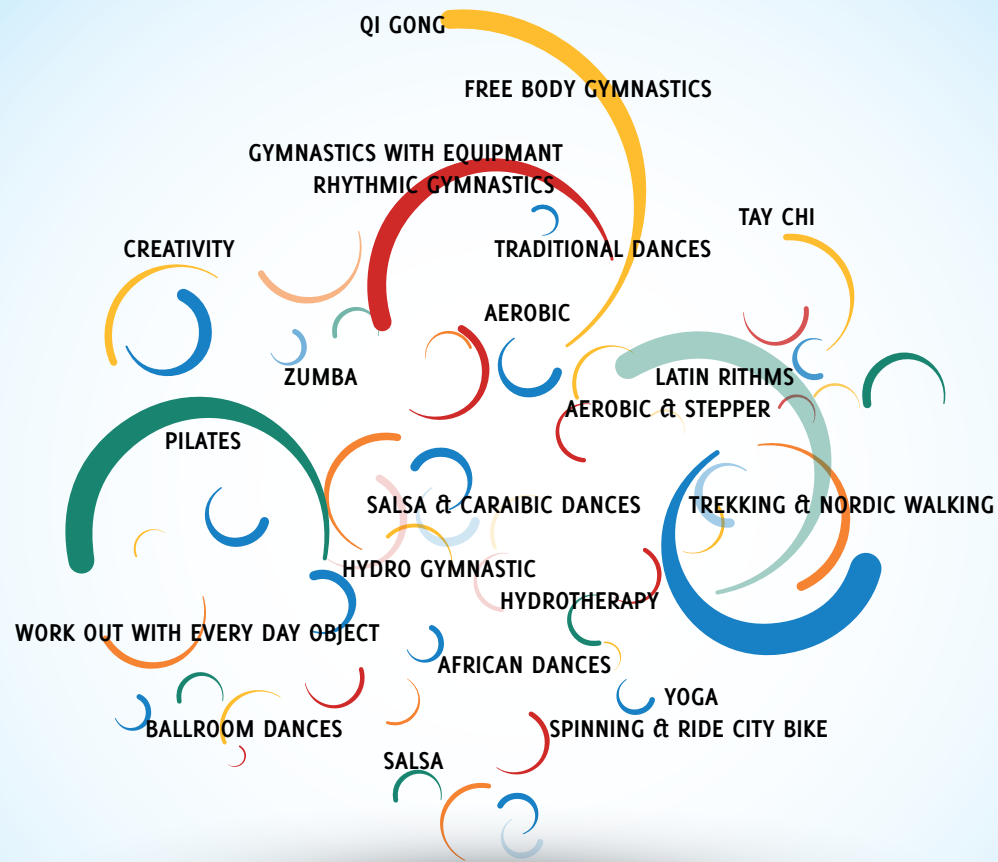 QI GONG
FREE BODY GYMNASTICS
GYMNASTICS WITH EQUIPMANT
RHYTHMIC GYMNASTICS
TAY CHI
CREATIVITY
TRADITIONAL DANCES
AEROBIC
ZUMBA
LATIN RITHMS
AEROBIC & STEPPER
PILATES
SALSA & CARAIBIC DANCES
TREKKING & NORDIC WALKING
HYDRO GYMNASTIC
HYDROTHERAPY
WORK OUT WITH EVERY DAY OBJECT
AFRICAN DANCES
YOGA
BALLROOM DANCES
SPINNING & RIDE CITY BIKE
SALSA